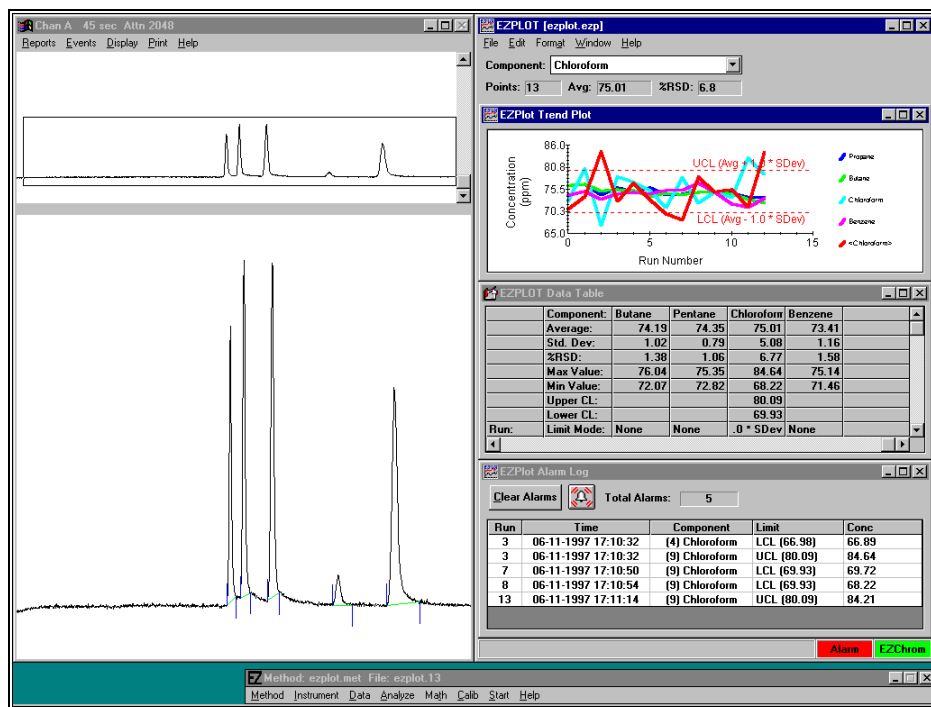 Chan A 45 sec Attn 2048
Reports Events Display Print Help
EZPLOT [ezplot.ezp]
File Edit Format Window Help
Component: Chloroform
Points: 13 Avg: 75.01 %RSD: 6.8
EZPlot Trend Plot
Concentration (ppm)
86.0
80.8
75.5
70.3
65.0
UCL (Avg + 1.0 * SDev)
LCL (Avg - 1.0 * SDev)
0 5 10 15
Run Number
Propane
Butane
Chloroform
Benzene
<Chloroform>
EZPLOT Data Table
Component: Butane Pentane Chloroform Benzene
Average: 74.19 74.35 75.01 73.41
Std. Dev: 1.02 0.79 5.08 1.16
%RSD: 1.38 1.06 6.77 1.58
Max Value: 76.04 75.35 84.64 75.14
Min Value: 72.07 72.82 68.22 71.46
Upper CL: 80.09
Lower CL: 69.93
Run: Limit Mode: None None .0 * SDev None
EZPlot Alarm Log
Clear Alarms Total Alarms: 5
Run Time Component Limit Conc
3 06-11-1997 17:10:32 (4) Chloroform LCL (66.98) 66.89
3 06-11-1997 17:10:32 (9) Chloroform UCL (80.09) 84.64
7 06-11-1997 17:10:50 (9) Chloroform LCL (69.93) 69.72
8 06-11-1997 17:10:54 (9) Chloroform LCL (69.93) 68.22
13 06-11-1997 17:11:14 (9) Chloroform UCL (80.09) 84.21
Alarm EZChrom
EZ Method: ezplot.met File: ezplot.13
Method Instrument Data Analyze Math Calib Start Help